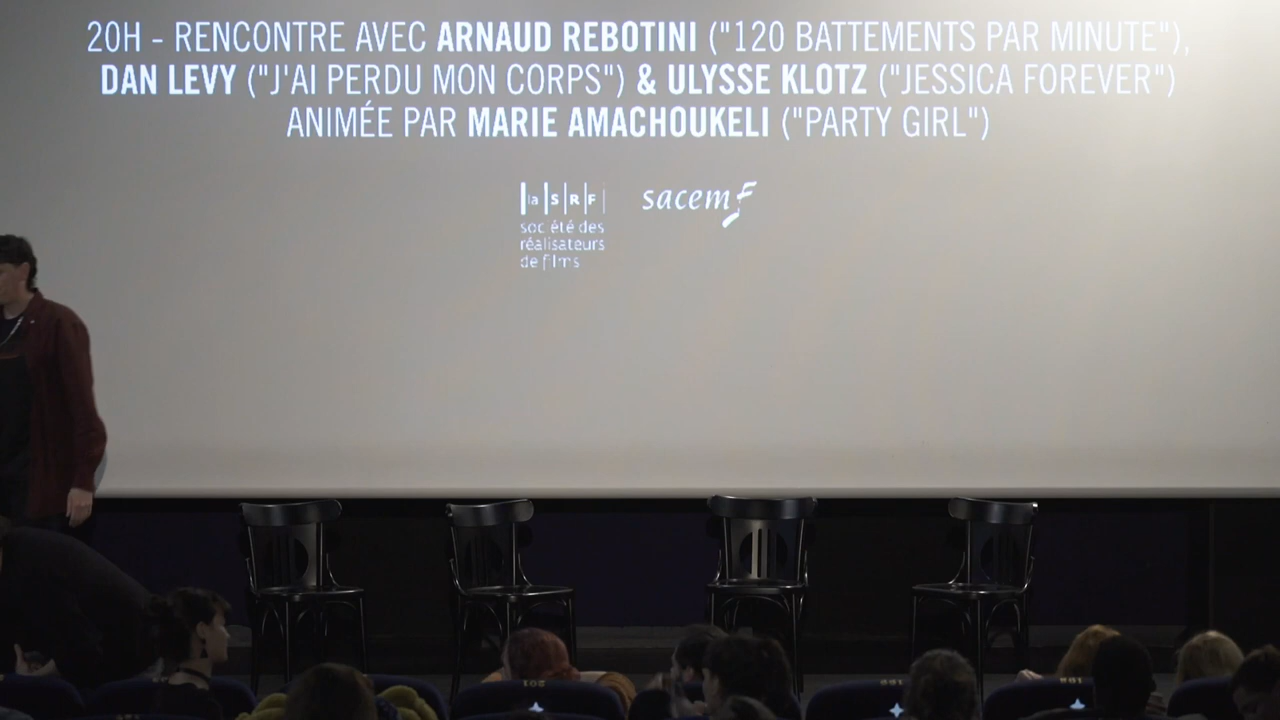 20H - RENCONTRE AVEC ARNAUD REBOTINI ("120 BATTEMENTS PAR MINUTE"),
DAN LEVY ("J'AI PERDU MON CORPS") & ULYSSE KLOTZ ("JESSICA FOREVER")
ANIMÉE PAR MARIE AMACHOUKELI ("PARTY GIRL")
la SRF
sacem
société des
réalisateurs
de films